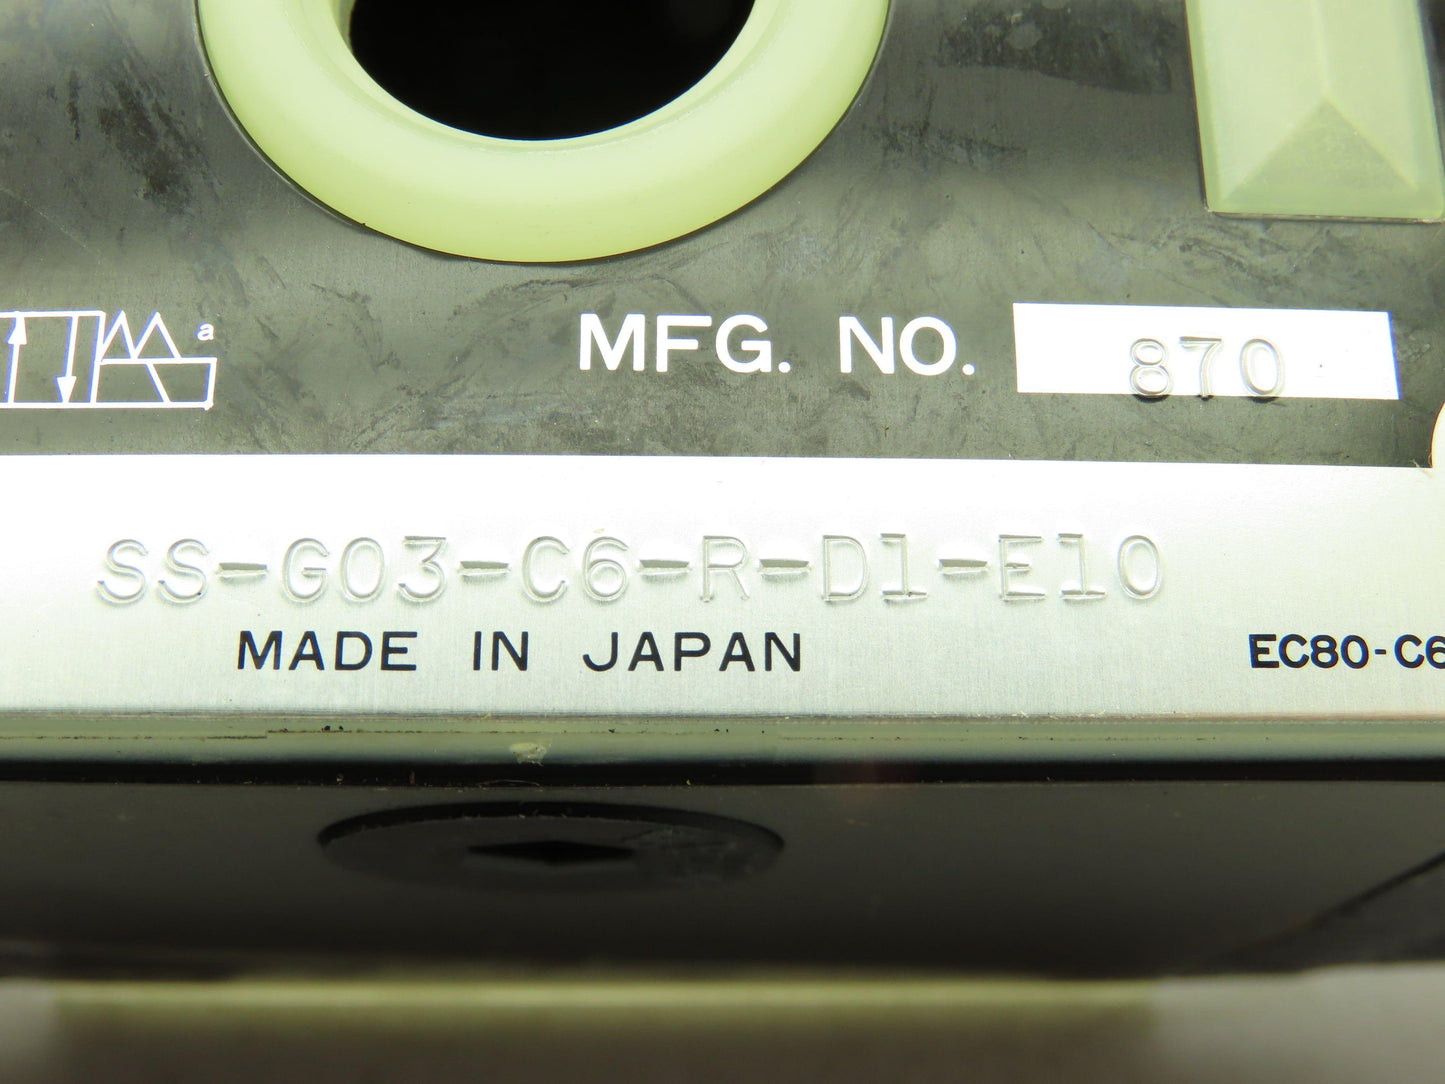 a
MFG. NO. 870
SS-G03-C6-R-D1-E10
MADE IN JAPAN
EC80-C6